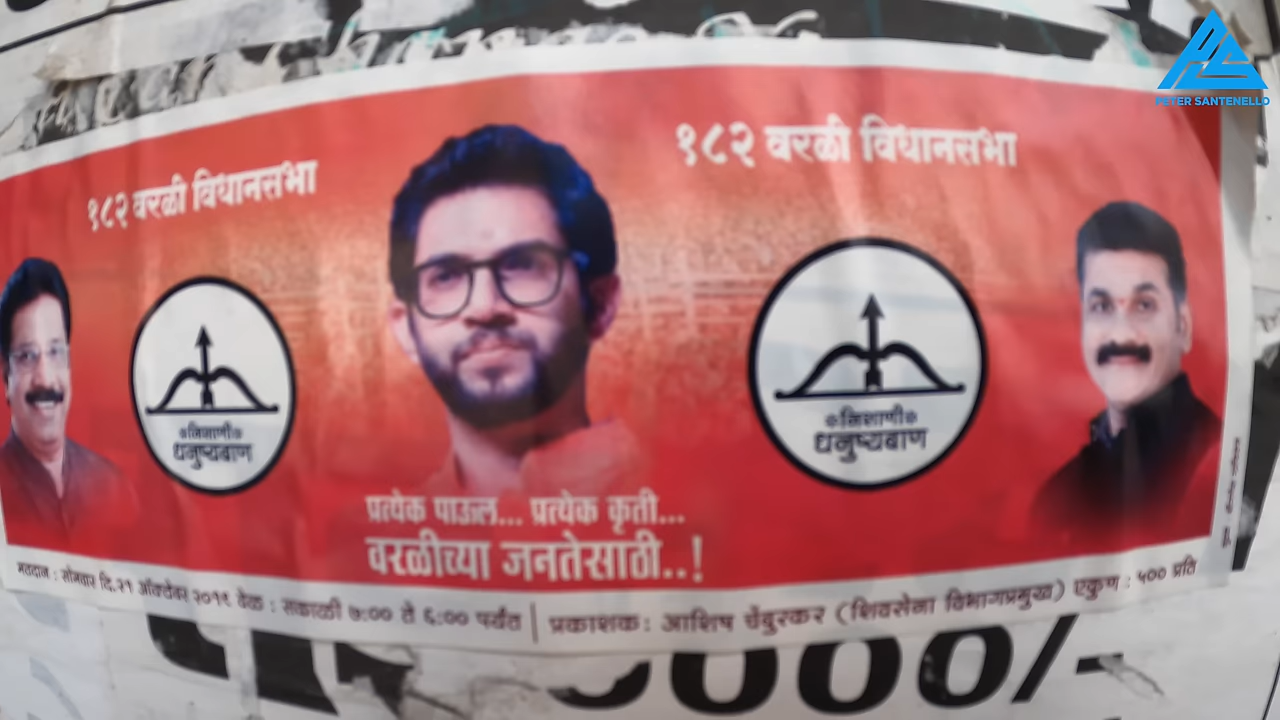 PETER SANTENELLO
१८२ वरळी विधानसभा
१८२ वरळी विधानसभा
निशाणी
धनुष्यबाण
निशाणी
धनुष्यबाण
प्रत्येक पाऊल... प्रत्येक कृती...
वरळीच्या जनतेसाठी..!
मतदान : सोमवार दि.२१ ऑक्टोबर २०१९ वेळ : सकाळी ७:०० ते ६:०० पर्यंत | प्रकाशक: आशिष चेंबुरकर (शिवसेना विभागप्रमुख) एकुण : ५०० प्रति
000/-